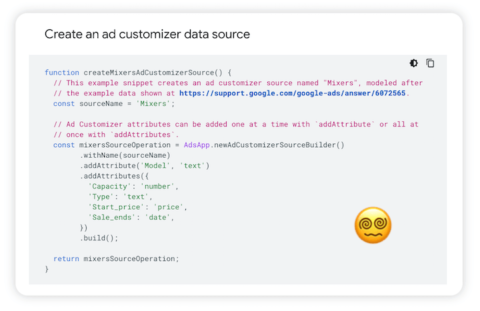 Create an ad customizer data source
function createMixersAdCustomizerSource() {
// This example snippet creates an ad customizer source named "Mixers", modeled after
// the example data shown at https://support.google.com/google-ads/answer/6072565.
const sourceName = 'Mixers';
// Ad Customizer attributes can be added one at a time with `addAttribute` or all at
// once with `addAttributes`.
const mixersSourceOperation = AdsApp.newAdCustomizerSourceBuilder()
.withName(sourceName)
.addAttribute('Model', 'text')
.addAttributes({
'Capacity': 'number',
'Type': 'text',
'Start_price': 'price',
'Sale_ends': 'date',
})
.build();
return mixersSourceOperation;
}